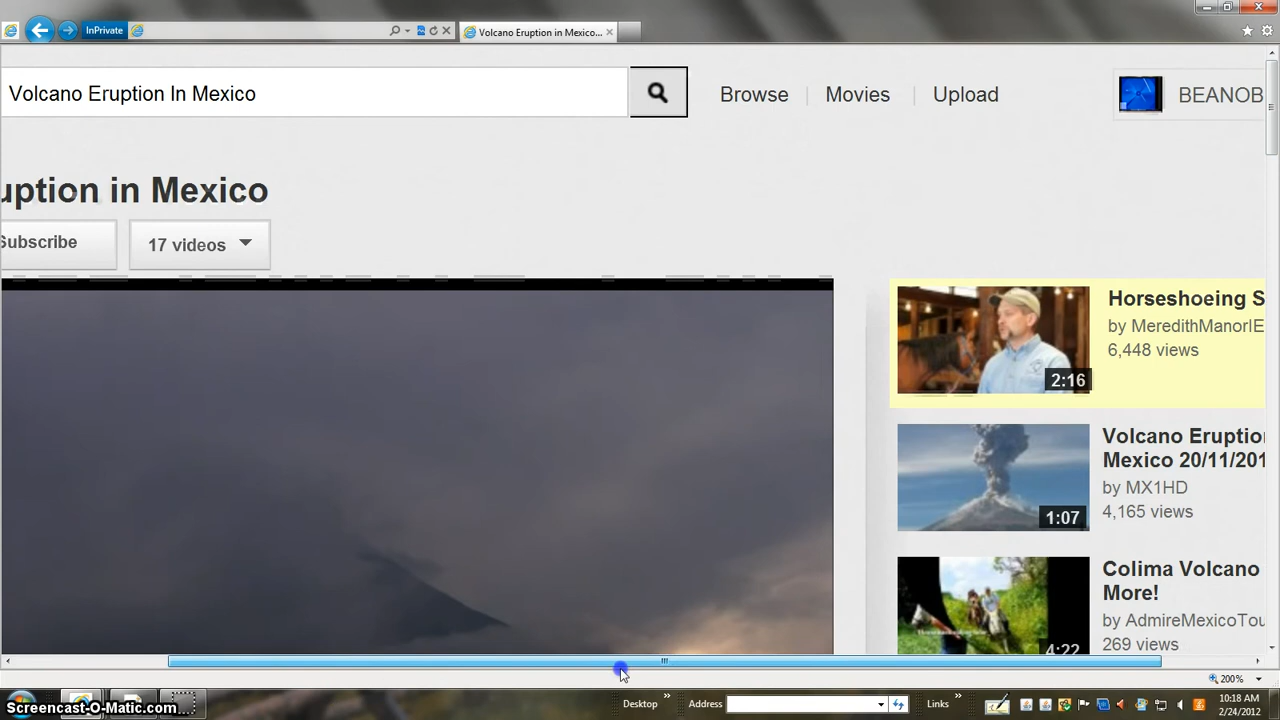 InPrivate
Volcano Eruption in Mexico...
Volcano Eruption In Mexico
Browse
Movies
Upload
BEANOB
uption in Mexico
Subscribe
17 videos
Horseshoeing S
by MeredithManorIE
6,448 views
2:16
Volcano Eruptio
Mexico 20/11/201
by MX1HD
4,165 views
1:07
Colima Volcano
More!
by AdmireMexicoTou
269 views
4:22
200%
Screencast-O-Matic.com
Desktop
Address
Links
10:18 AM
2/24/2012